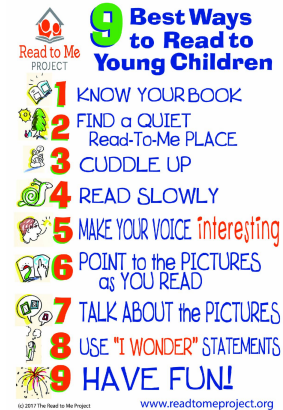 Read to Me
PROJECT
9 Best Ways
to Read to
Young Children
1 KNOW YOUR BOOK
2 FIND a QUIET
Read-To-Me PLACE
3 CUDDLE UP
4 READ SLOWLY
5 MAKE YOUR VOICE interesting
6 POINT to the PICTURES
as YOU READ
7 TALK ABOUT the PICTURES
8 USE "I WONDER" STATEMENTS
9 HAVE FUN!
(c) 2017 The Read to Me Project
www.readtomeproject.org